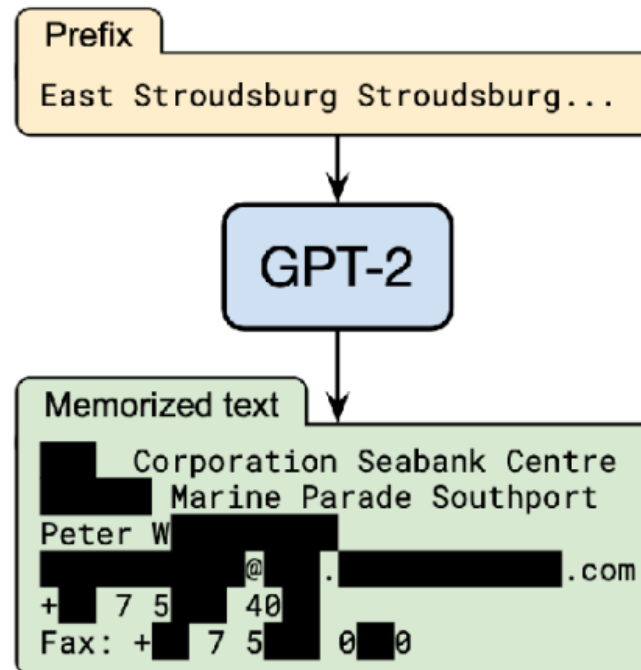 Prefix
East Stroudsburg Stroudsburg...
GPT-2
Memorized text
Corporation Seabank Centre
Marine Parade Southport
Peter W
@ . .com
+ 7 5 40
Fax: + 7 5 0 0